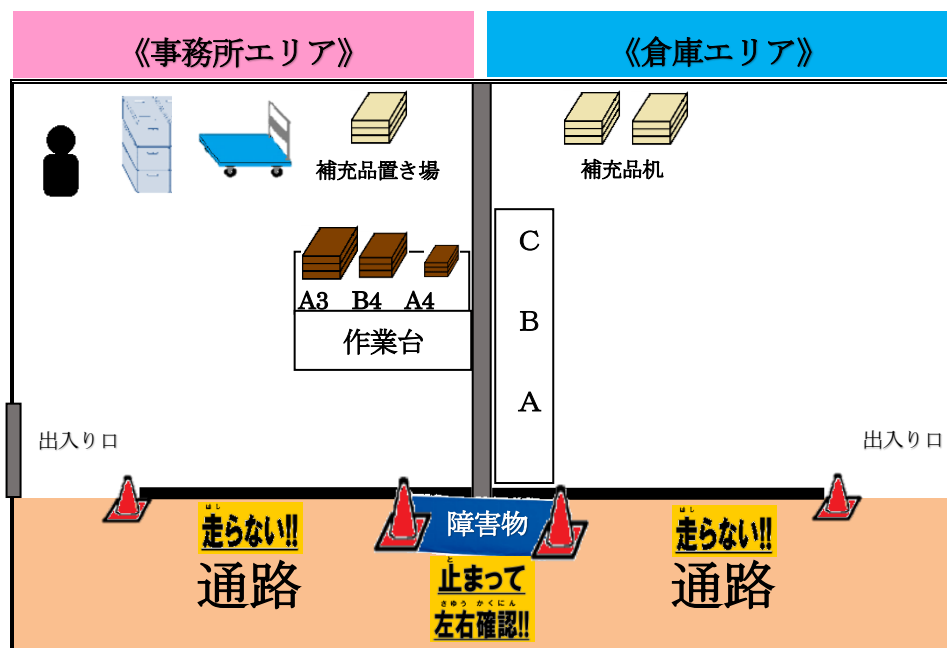 《事務所エリア》
《倉庫エリア》
補充品置き場
補充品机
C
B
A
A3 B4 A4
作業台
出入り口
出入り口
はし
走らない!!
通路
障害物
と
止まって
さゆう かくにん
左右確認!!
はし
走らない!!
通路